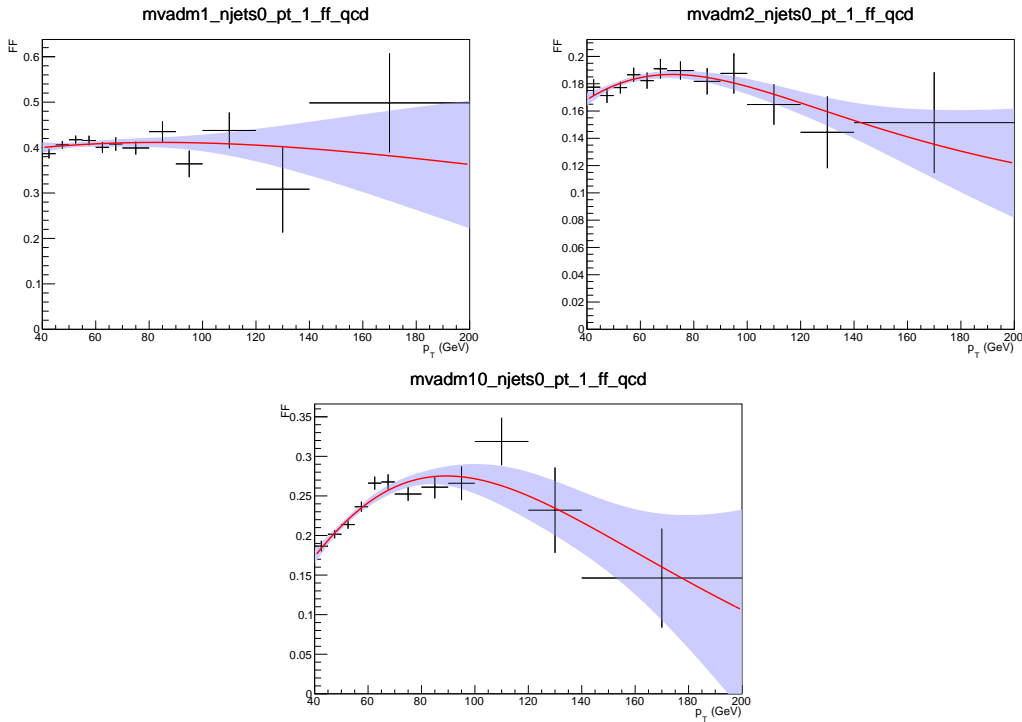 mvadm1_njets0_pt_1_ff_qcd
FF
0.6
0.5
0.4
0.3
0.2
0.1
0
40 60 80 100 120 140 160 180 200
p_T (GeV)
mvadm2_njets0_pt_1_ff_qcd
FF
0.2
0.18
0.16
0.14
0.12
0.1
0.08
0.06
0.04
0.02
0
40 60 80 100 120 140 160 180 200
p_T (GeV)
mvadm10_njets0_pt_1_ff_qcd
FF
0.35
0.3
0.25
0.2
0.15
0.1
0.05
0
40 60 80 100 120 140 160 180 200
p_T (GeV)